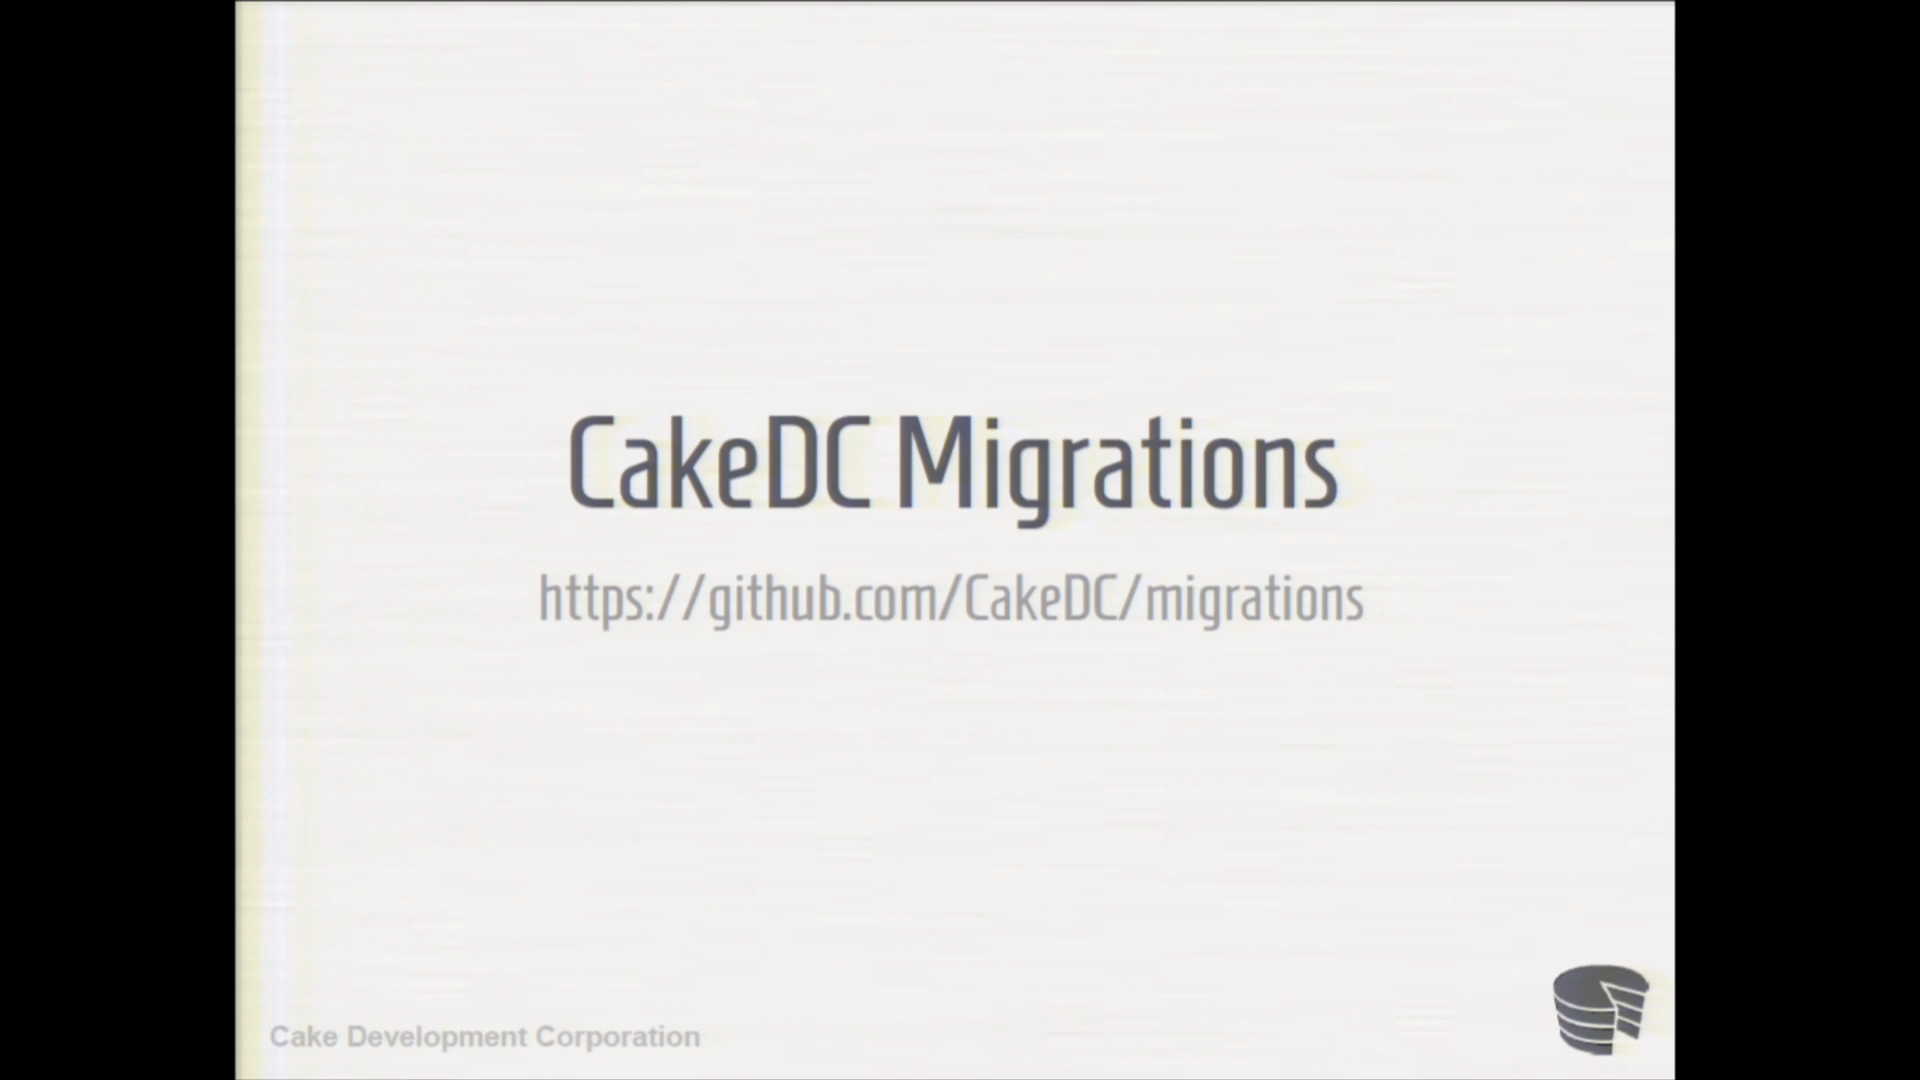 CakeDC Migrations
https://github.com/CakeDC/migrations
Cake Development Corporation